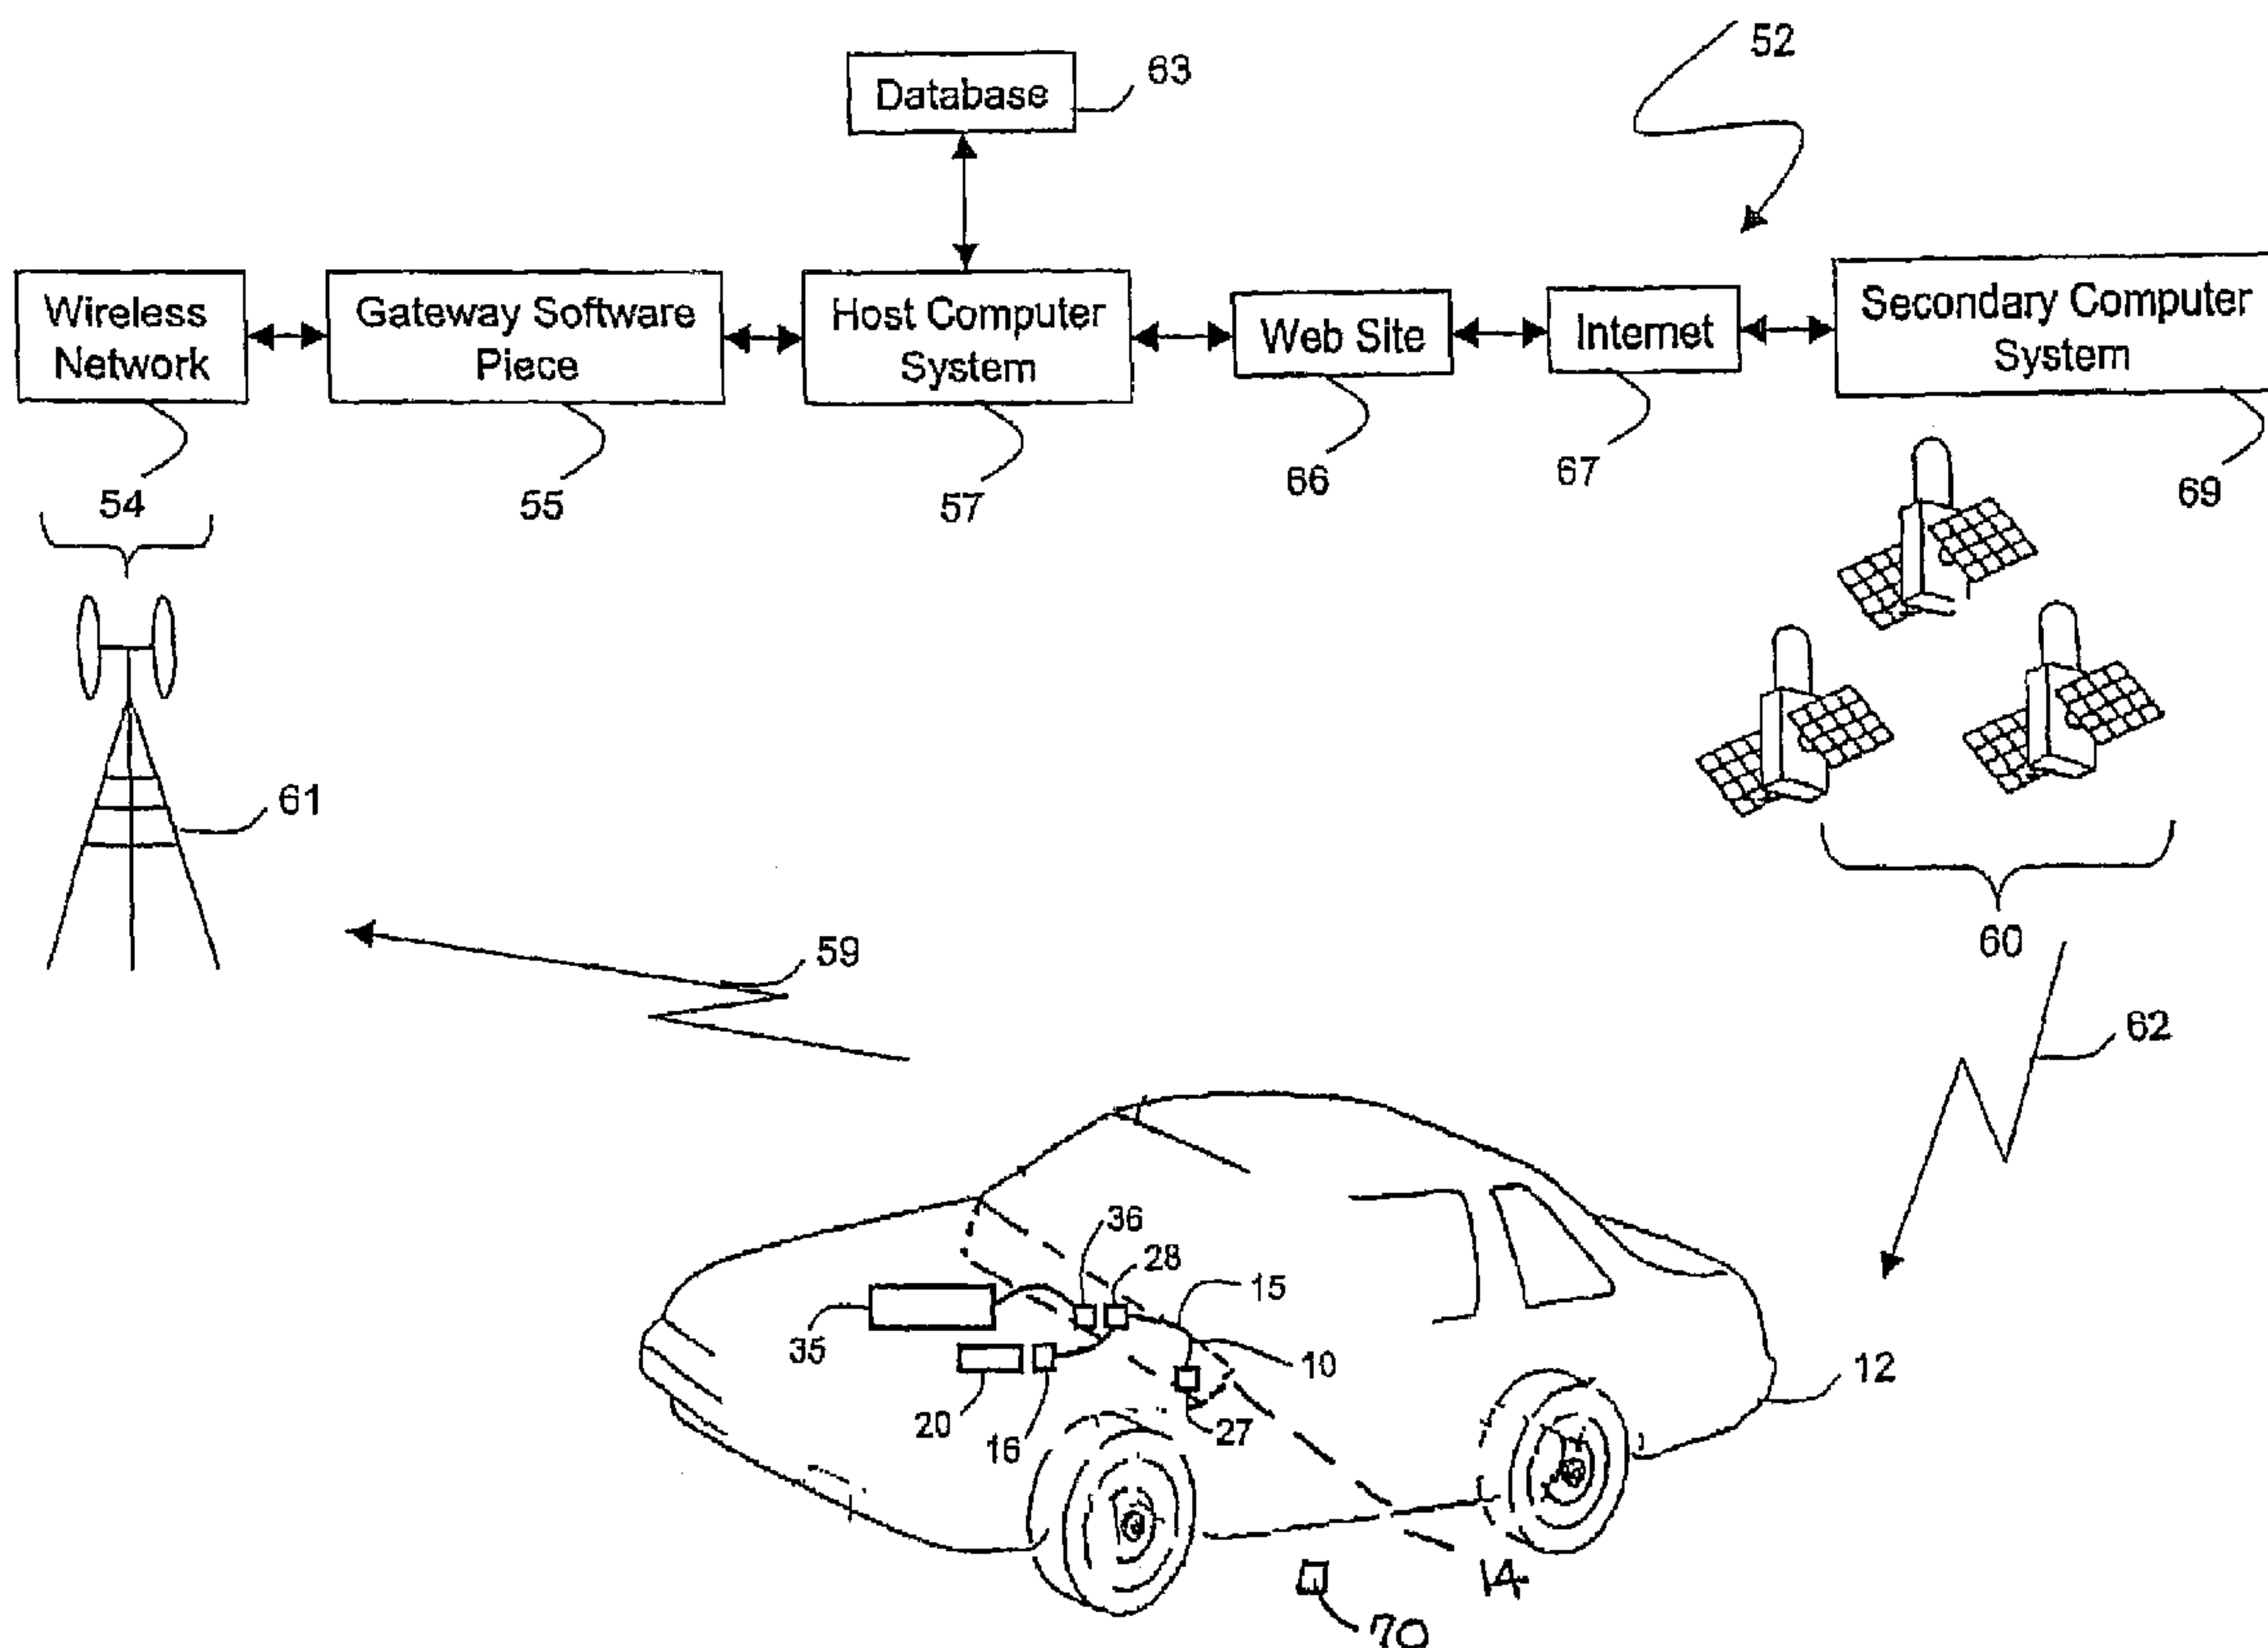 52
Database
63
Wireless
Network
Gateway Software
Piece
Host Computer
System
Web Site
Internet
Secondary Computer
System
54
55
57
66
67
69
61
60
59
62
36
28
15
35
10
12
20
16
27
14
70